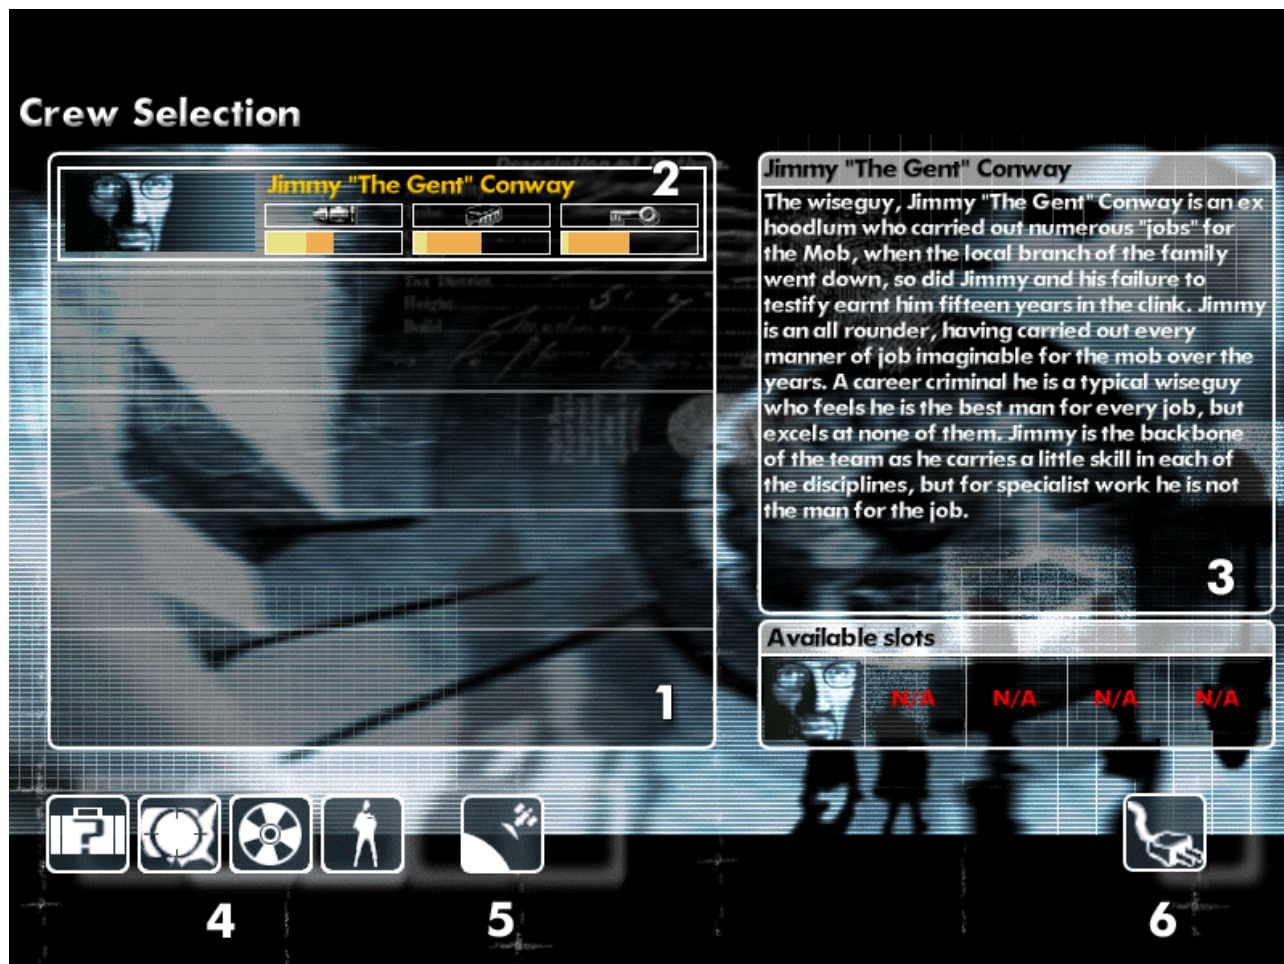 Crew Selection
Jimmy "The Gent" Conway
2
Tax District
Height
Build
1
Jimmy "The Gent" Conway
The wiseguy, Jimmy "The Gent" Conway is an ex
hoodlum who carried out numerous "jobs" for
the Mob, when the local branch of the family
went down, so did Jimmy and his failure to
testify earnt him fifteen years in the clink. Jimmy
is an all rounder, having carried out every
manner of job imaginable for the mob over the
years. A career criminal he is a typical wiseguy
who feels he is the best man for every job, but
excels at none of them. Jimmy is the backbone
of the team as he carries a little skill in each of
the disciplines, but for specialist work he is not
the man for the job.
3
Available slots
N/A N/A N/A N/A
?
4
5
6